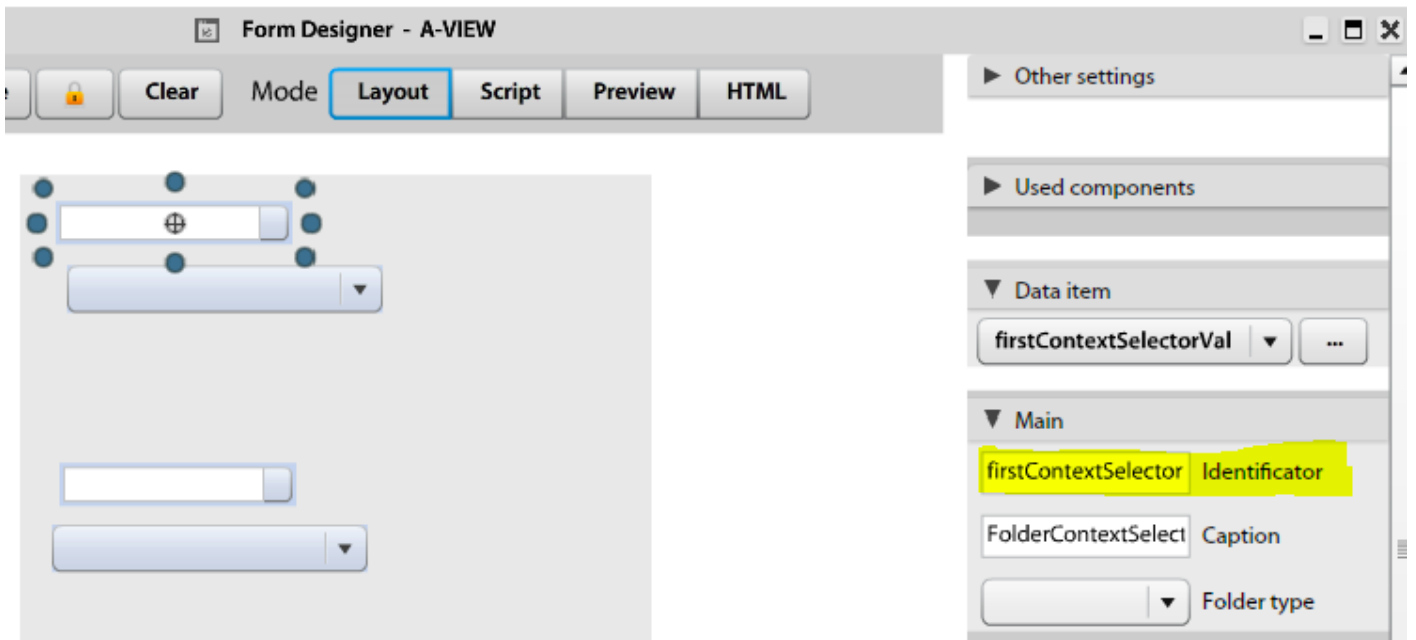 Form Designer - A-VIEW
Clear Mode Layout Script Preview HTML
Other settings
Used components
Data item
firstContextSelectorVal ...
Main
firstContextSelector Identificator
FolderContextSelect Caption
Folder type